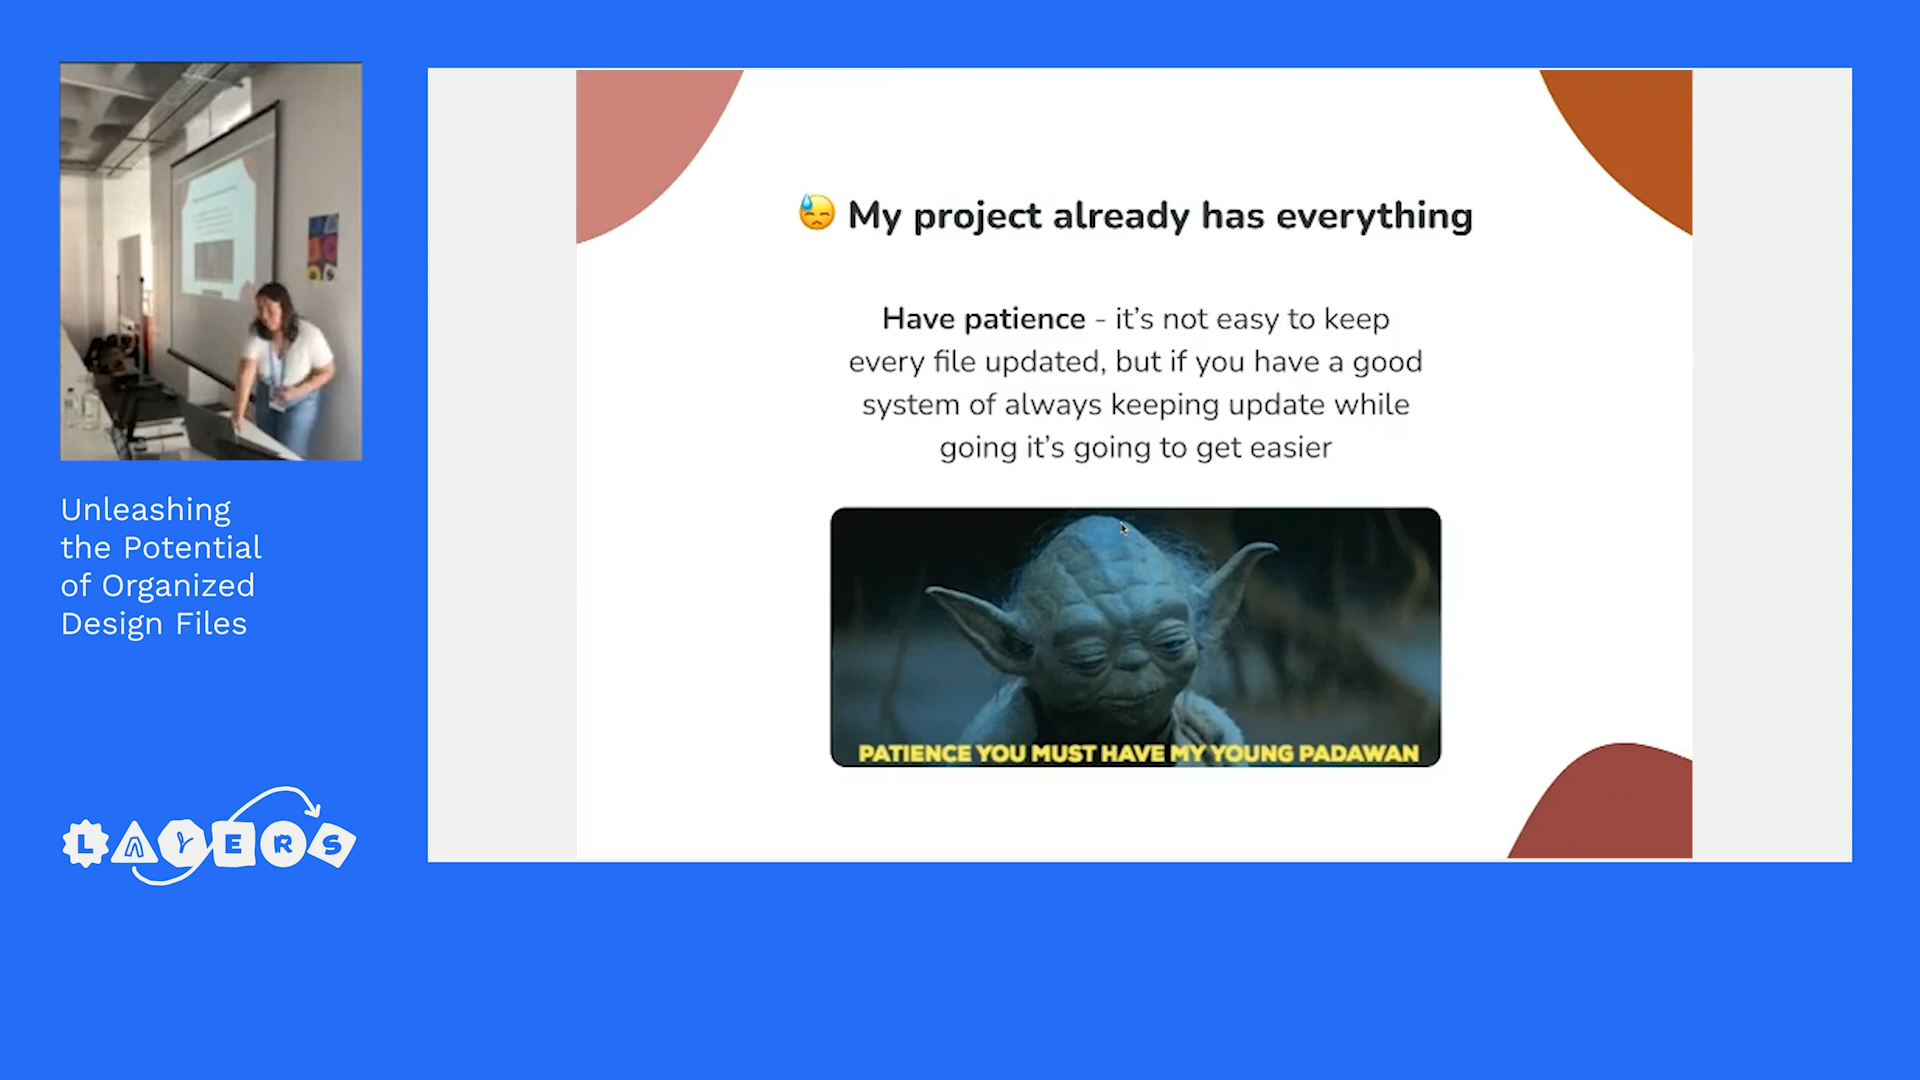 Unleashing
the Potential
of Organized
Design Files
LAYERS
😓 My project already has everything
Have patience - it’s not easy to keep
every file updated, but if you have a good
system of always keeping update while
going it’s going to get easier
PATIENCE YOU MUST HAVE MY YOUNG PADAWAN